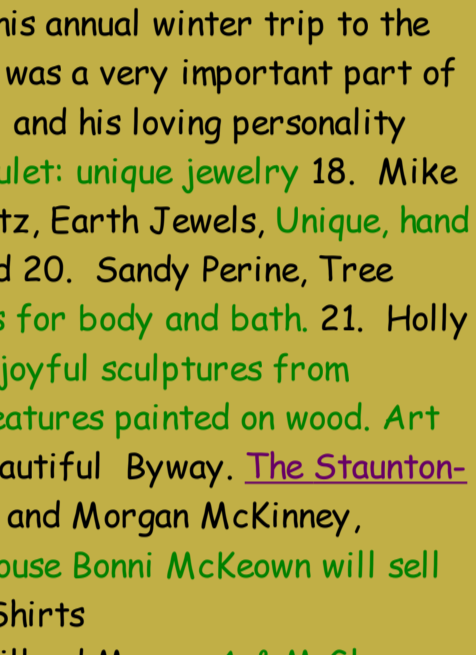 his annual winter trip to the
was a very important part of
and his loving personality
ulet: unique jewelry 18. Mike
tz, Earth Jewels, Unique, hand
d 20. Sandy Perine, Tree
s for body and bath. 21. Holly
joyful sculptures from
eatures painted on wood. Art
autiful Byway. The Staunton-
and Morgan McKinney,
ouse Bonni McKeown will sell
Shirts